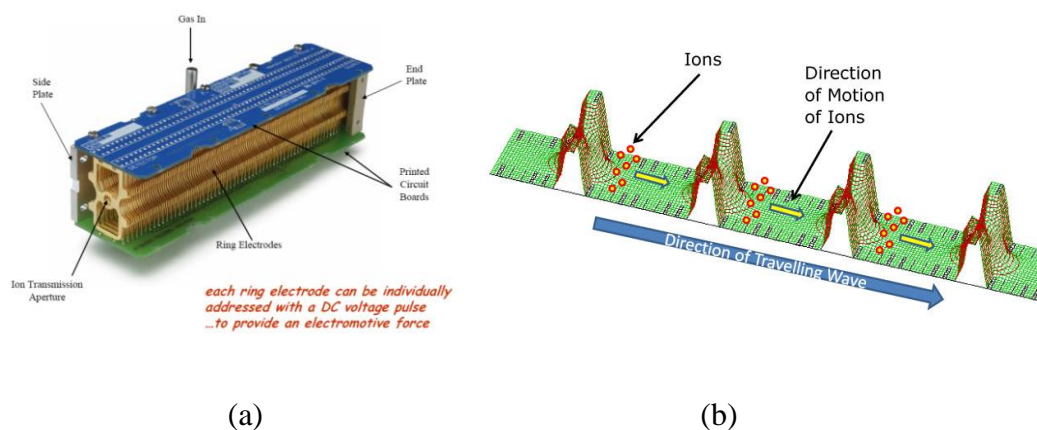 Gas In
Side
Plate
End
Plate
Printed
Circuit
Boards
Ring Electrodes
Ion Transmission
Aperture
each ring electrode can be individually
addressed with a DC voltage pulse
...to provide an electromotive force
(a)
Ions
Direction
of Motion
of Ions
Direction of Travelling Wave
(b)